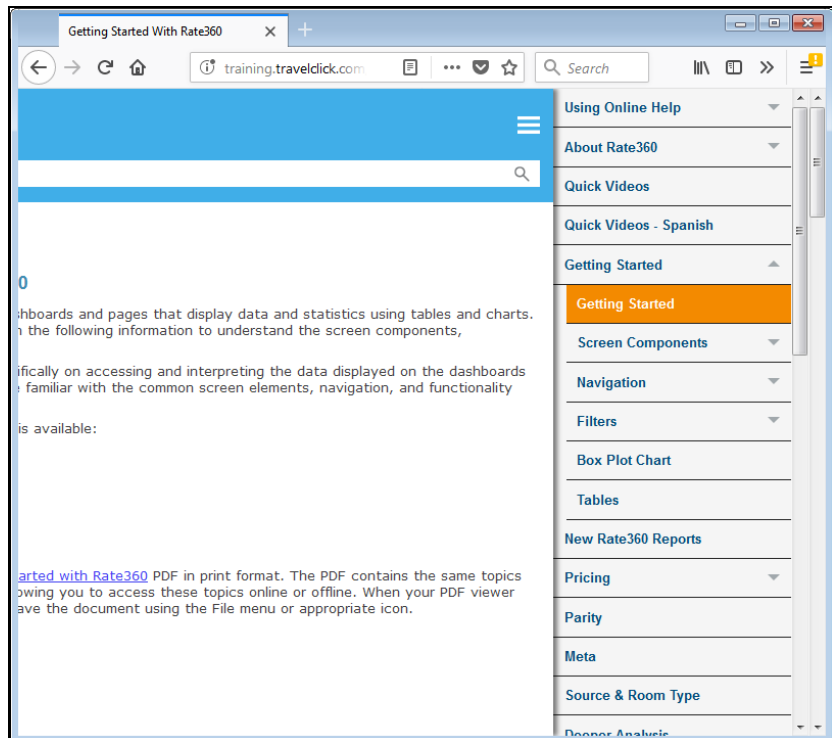 Getting Started With Rate360
training.travelclick.com
Search
0
shboards and pages that display data and statistics using tables and charts.
the following information to understand the screen components,
ifically on accessing and interpreting the data displayed on the dashboards
familiar with the common screen elements, navigation, and functionality
is available:
arted with Rate360 PDF in print format. The PDF contains the same topics
owing you to access these topics online or offline. When your PDF viewer
ave the document using the File menu or appropriate icon.
Using Online Help
About Rate360
Quick Videos
Quick Videos - Spanish
Getting Started
Getting Started
Screen Components
Navigation
Filters
Box Plot Chart
Tables
New Rate360 Reports
Pricing
Parity
Meta
Source & Room Type
Deeper Analysis